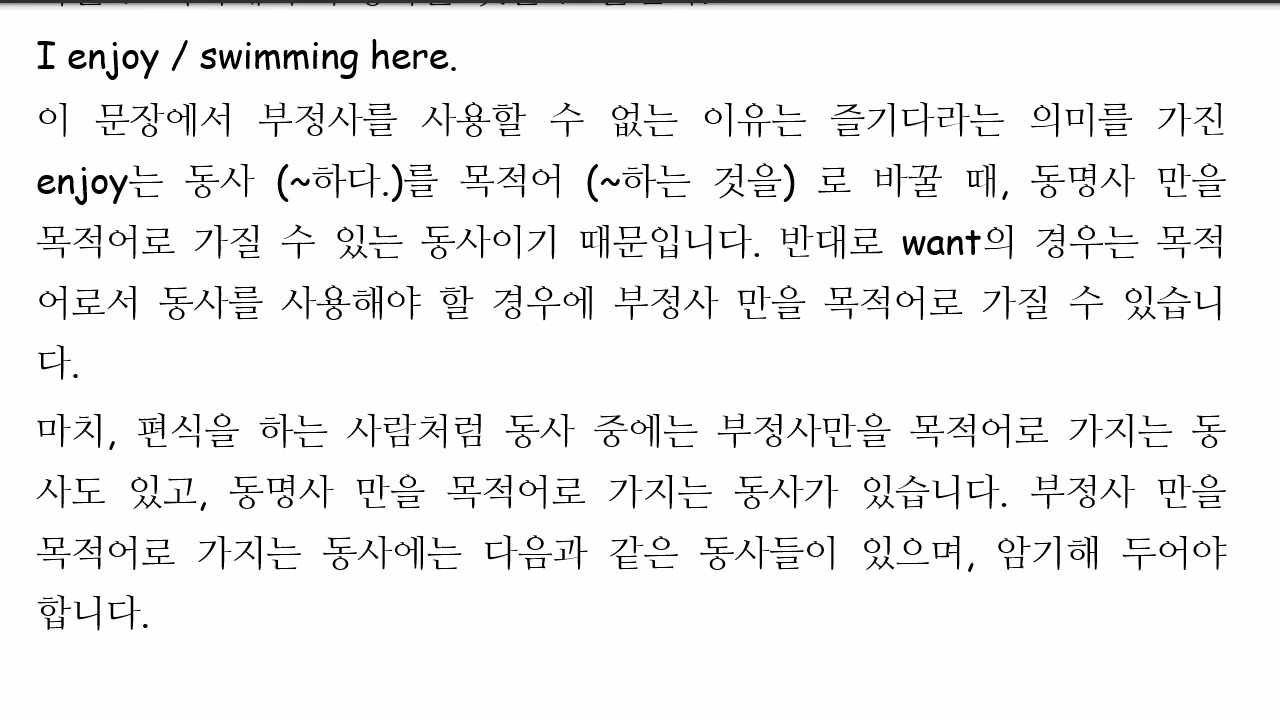 I enjoy / swimming here.
이 문장에서 부정사를 사용할 수 없는 이유는 즐기다라는 의미를 가진
enjoy는 동사 (~하다.)를 목적어 (~하는 것을) 로 바꿀 때, 동명사 만을
목적어로 가질 수 있는 동사이기 때문입니다. 반대로 want의 경우는 목적
어로서 동사를 사용해야 할 경우에 부정사 만을 목적어로 가질 수 있습니
다.
마치, 편식을 하는 사람처럼 동사 중에는 부정사만을 목적어로 가지는 동
사도 있고, 동명사 만을 목적어로 가지는 동사가 있습니다. 부정사 만을
목적어로 가지는 동사에는 다음과 같은 동사들이 있으며, 암기해 두어야
합니다.